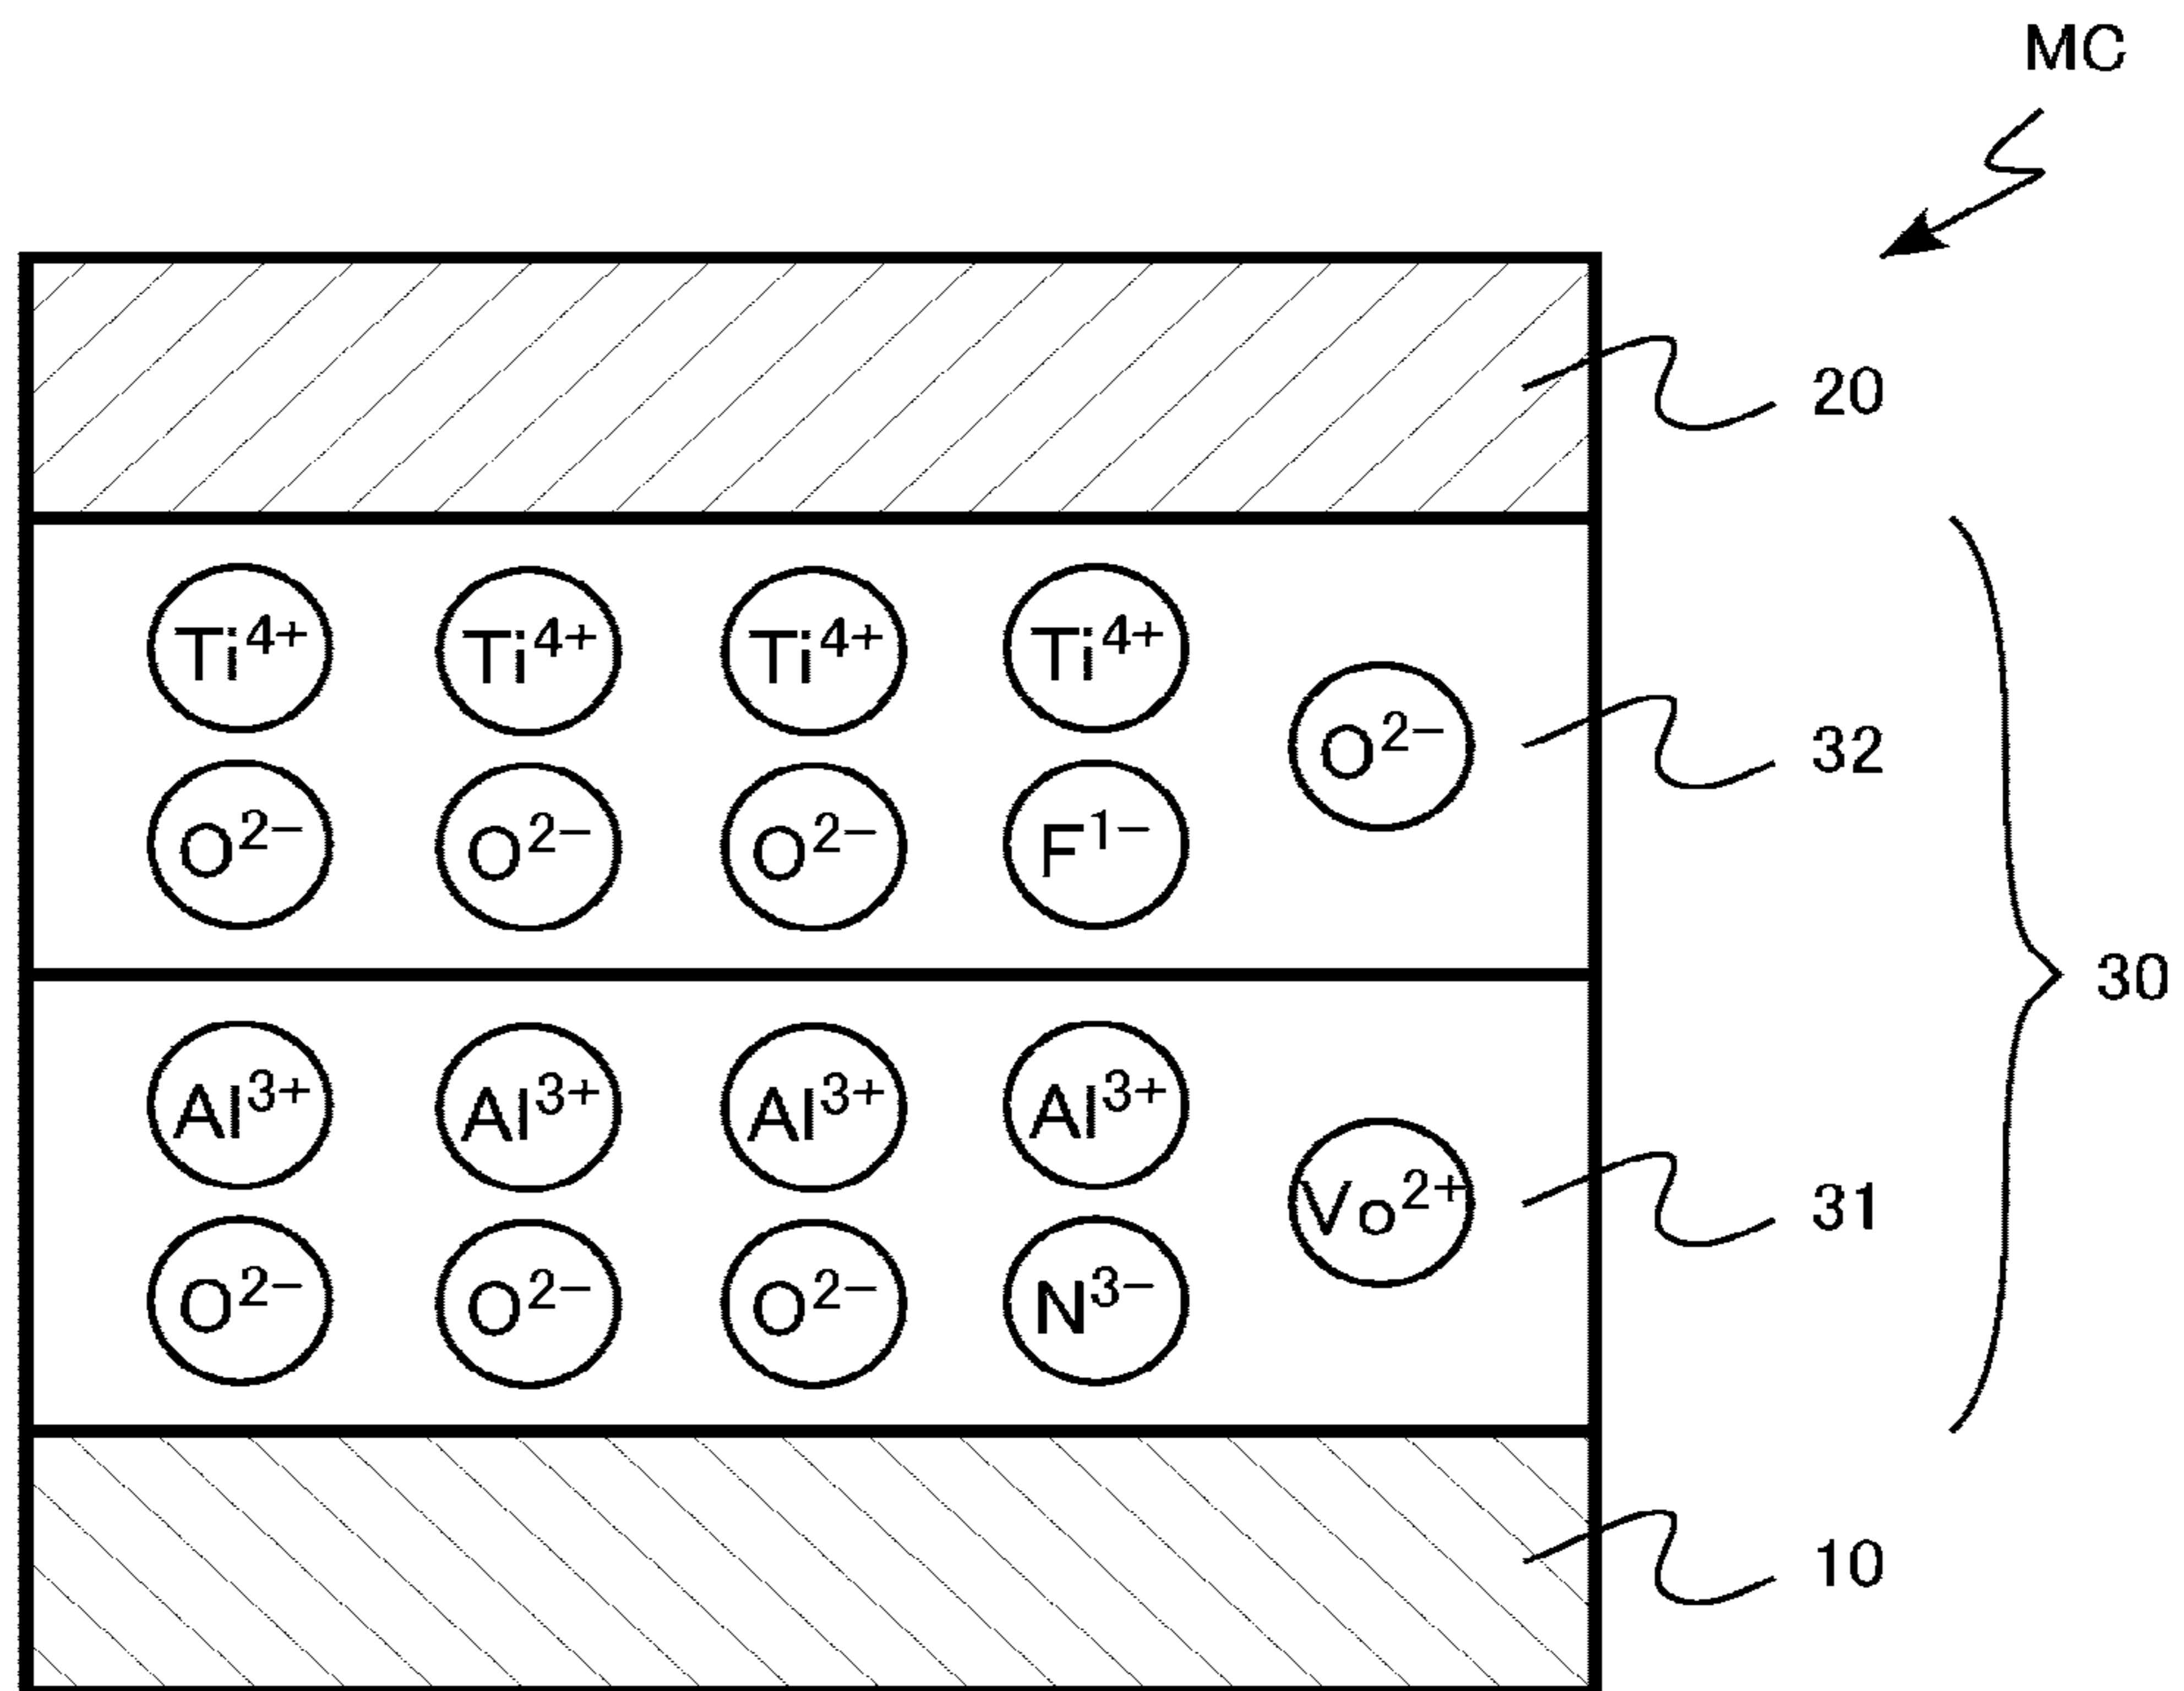 MC
20
Ti⁴⁺ Ti⁴⁺ Ti⁴⁺ Ti⁴⁺
O²⁻ 32
O²⁻ O²⁻ O²⁻ F¹⁻
30
Al³⁺ Al³⁺ Al³⁺ Al³⁺
Vo²⁺ 31
O²⁻ O²⁻ O²⁻ N³⁻
10